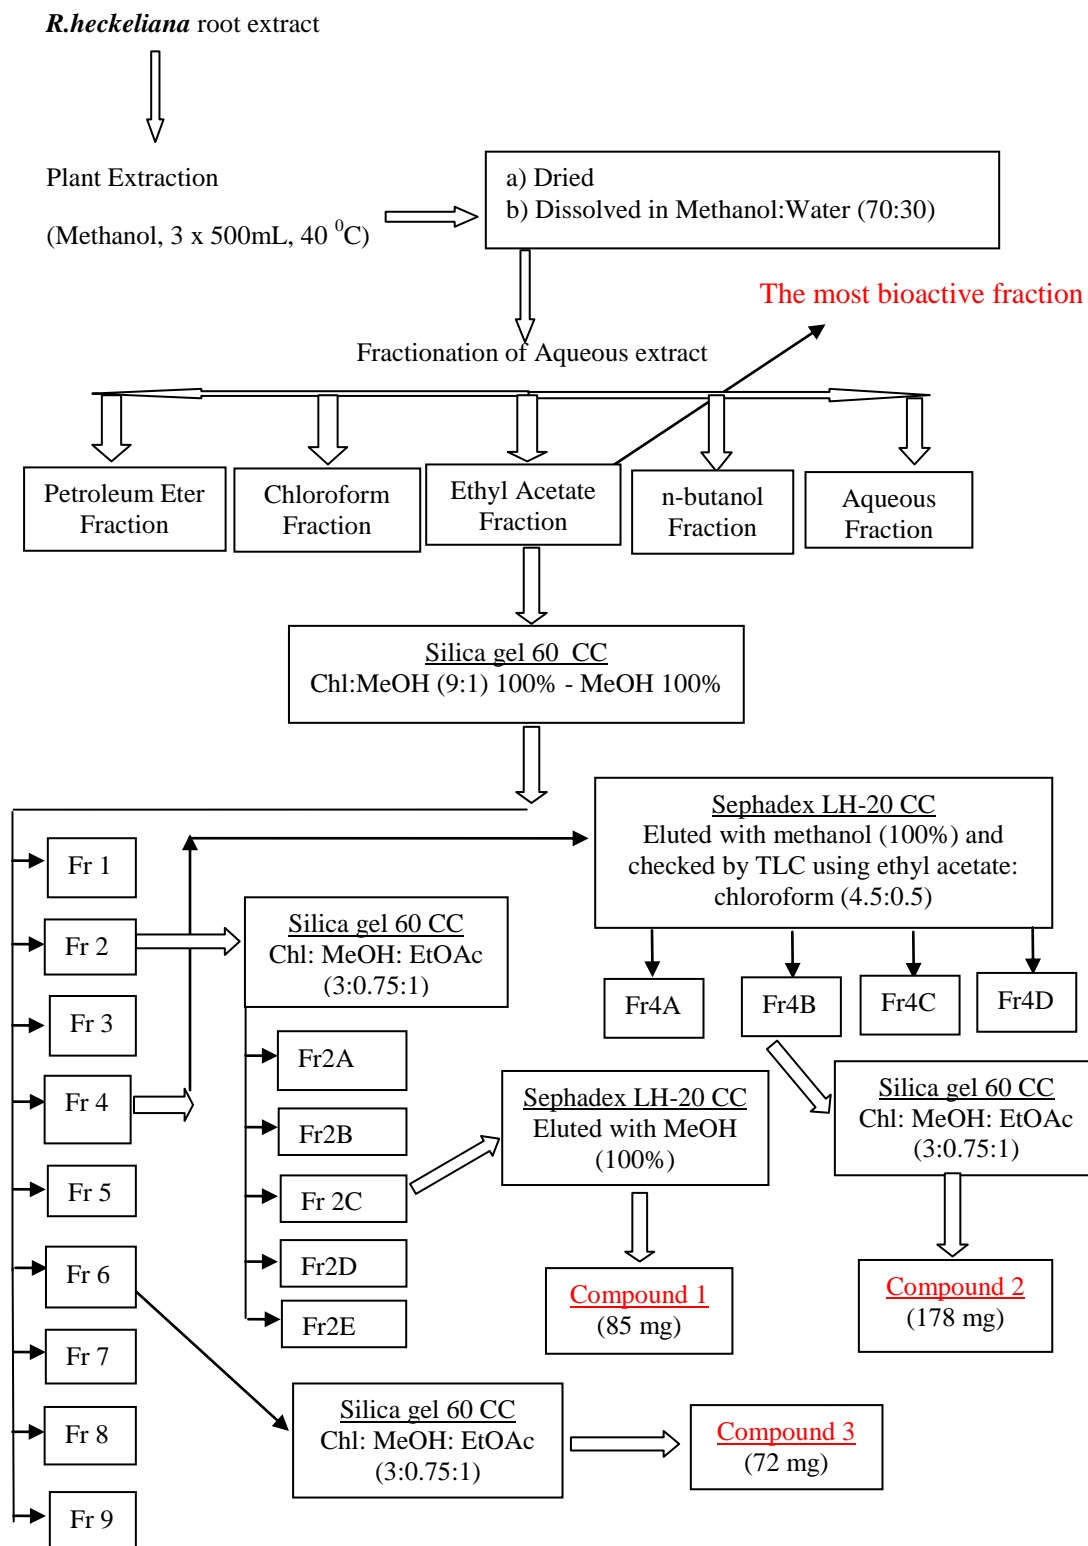 R.heckeliana root extract
Plant Extraction
(Methanol, 3 x 500mL, 40 ⁰C)
a) Dried
b) Dissolved in Methanol:Water (70:30)
The most bioactive fraction
Fractionation of Aqueous extract
Petroleum Eter
Fraction
Chloroform
Fraction
Ethyl Acetate
Fraction
n-butanol
Fraction
Aqueous
Fraction
Silica gel 60 CC
Chl:MeOH (9:1) 100% - MeOH 100%
Sephadex LH-20 CC
Eluted with methanol (100%) and
checked by TLC using ethyl acetate:
chloroform (4.5:0.5)
Fr 1
Fr 2
Fr 3
Fr 4
Fr 5
Fr 6
Fr 7
Fr 8
Fr 9
Silica gel 60 CC
Chl: MeOH: EtOAc
(3:0.75:1)
Fr2A
Fr2B
Fr 2C
Fr2D
Fr2E
Fr4A
Fr4B
Fr4C
Fr4D
Sephadex LH-20 CC
Eluted with MeOH
(100%)
Silica gel 60 CC
Chl: MeOH: EtOAc
(3:0.75:1)
Compound 1
(85 mg)
Compound 2
(178 mg)
Silica gel 60 CC
Chl: MeOH: EtOAc
(3:0.75:1)
Compound 3
(72 mg)